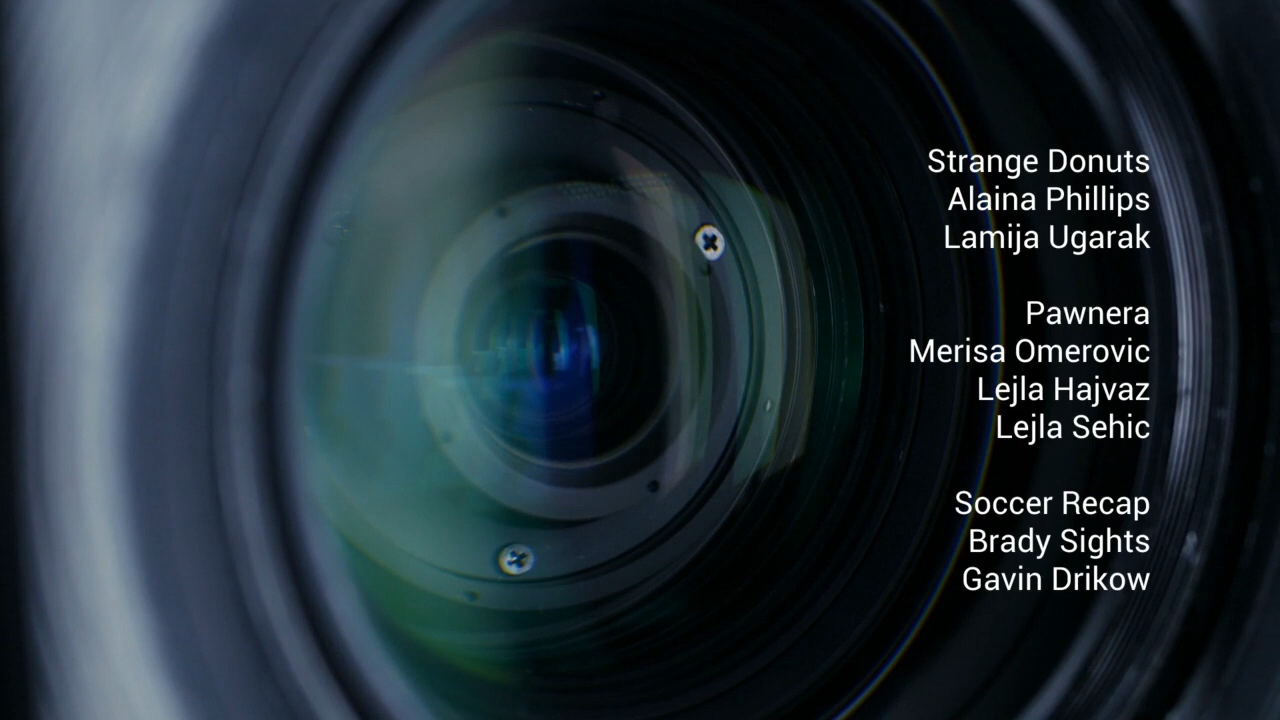 Strange Donuts
Alaina Phillips
Lamija Ugarak
Pawnera
Merisa Omerovic
Lejla Hajvaz
Lejla Sehic
Soccer Recap
Brady Sights
Gavin Drikow